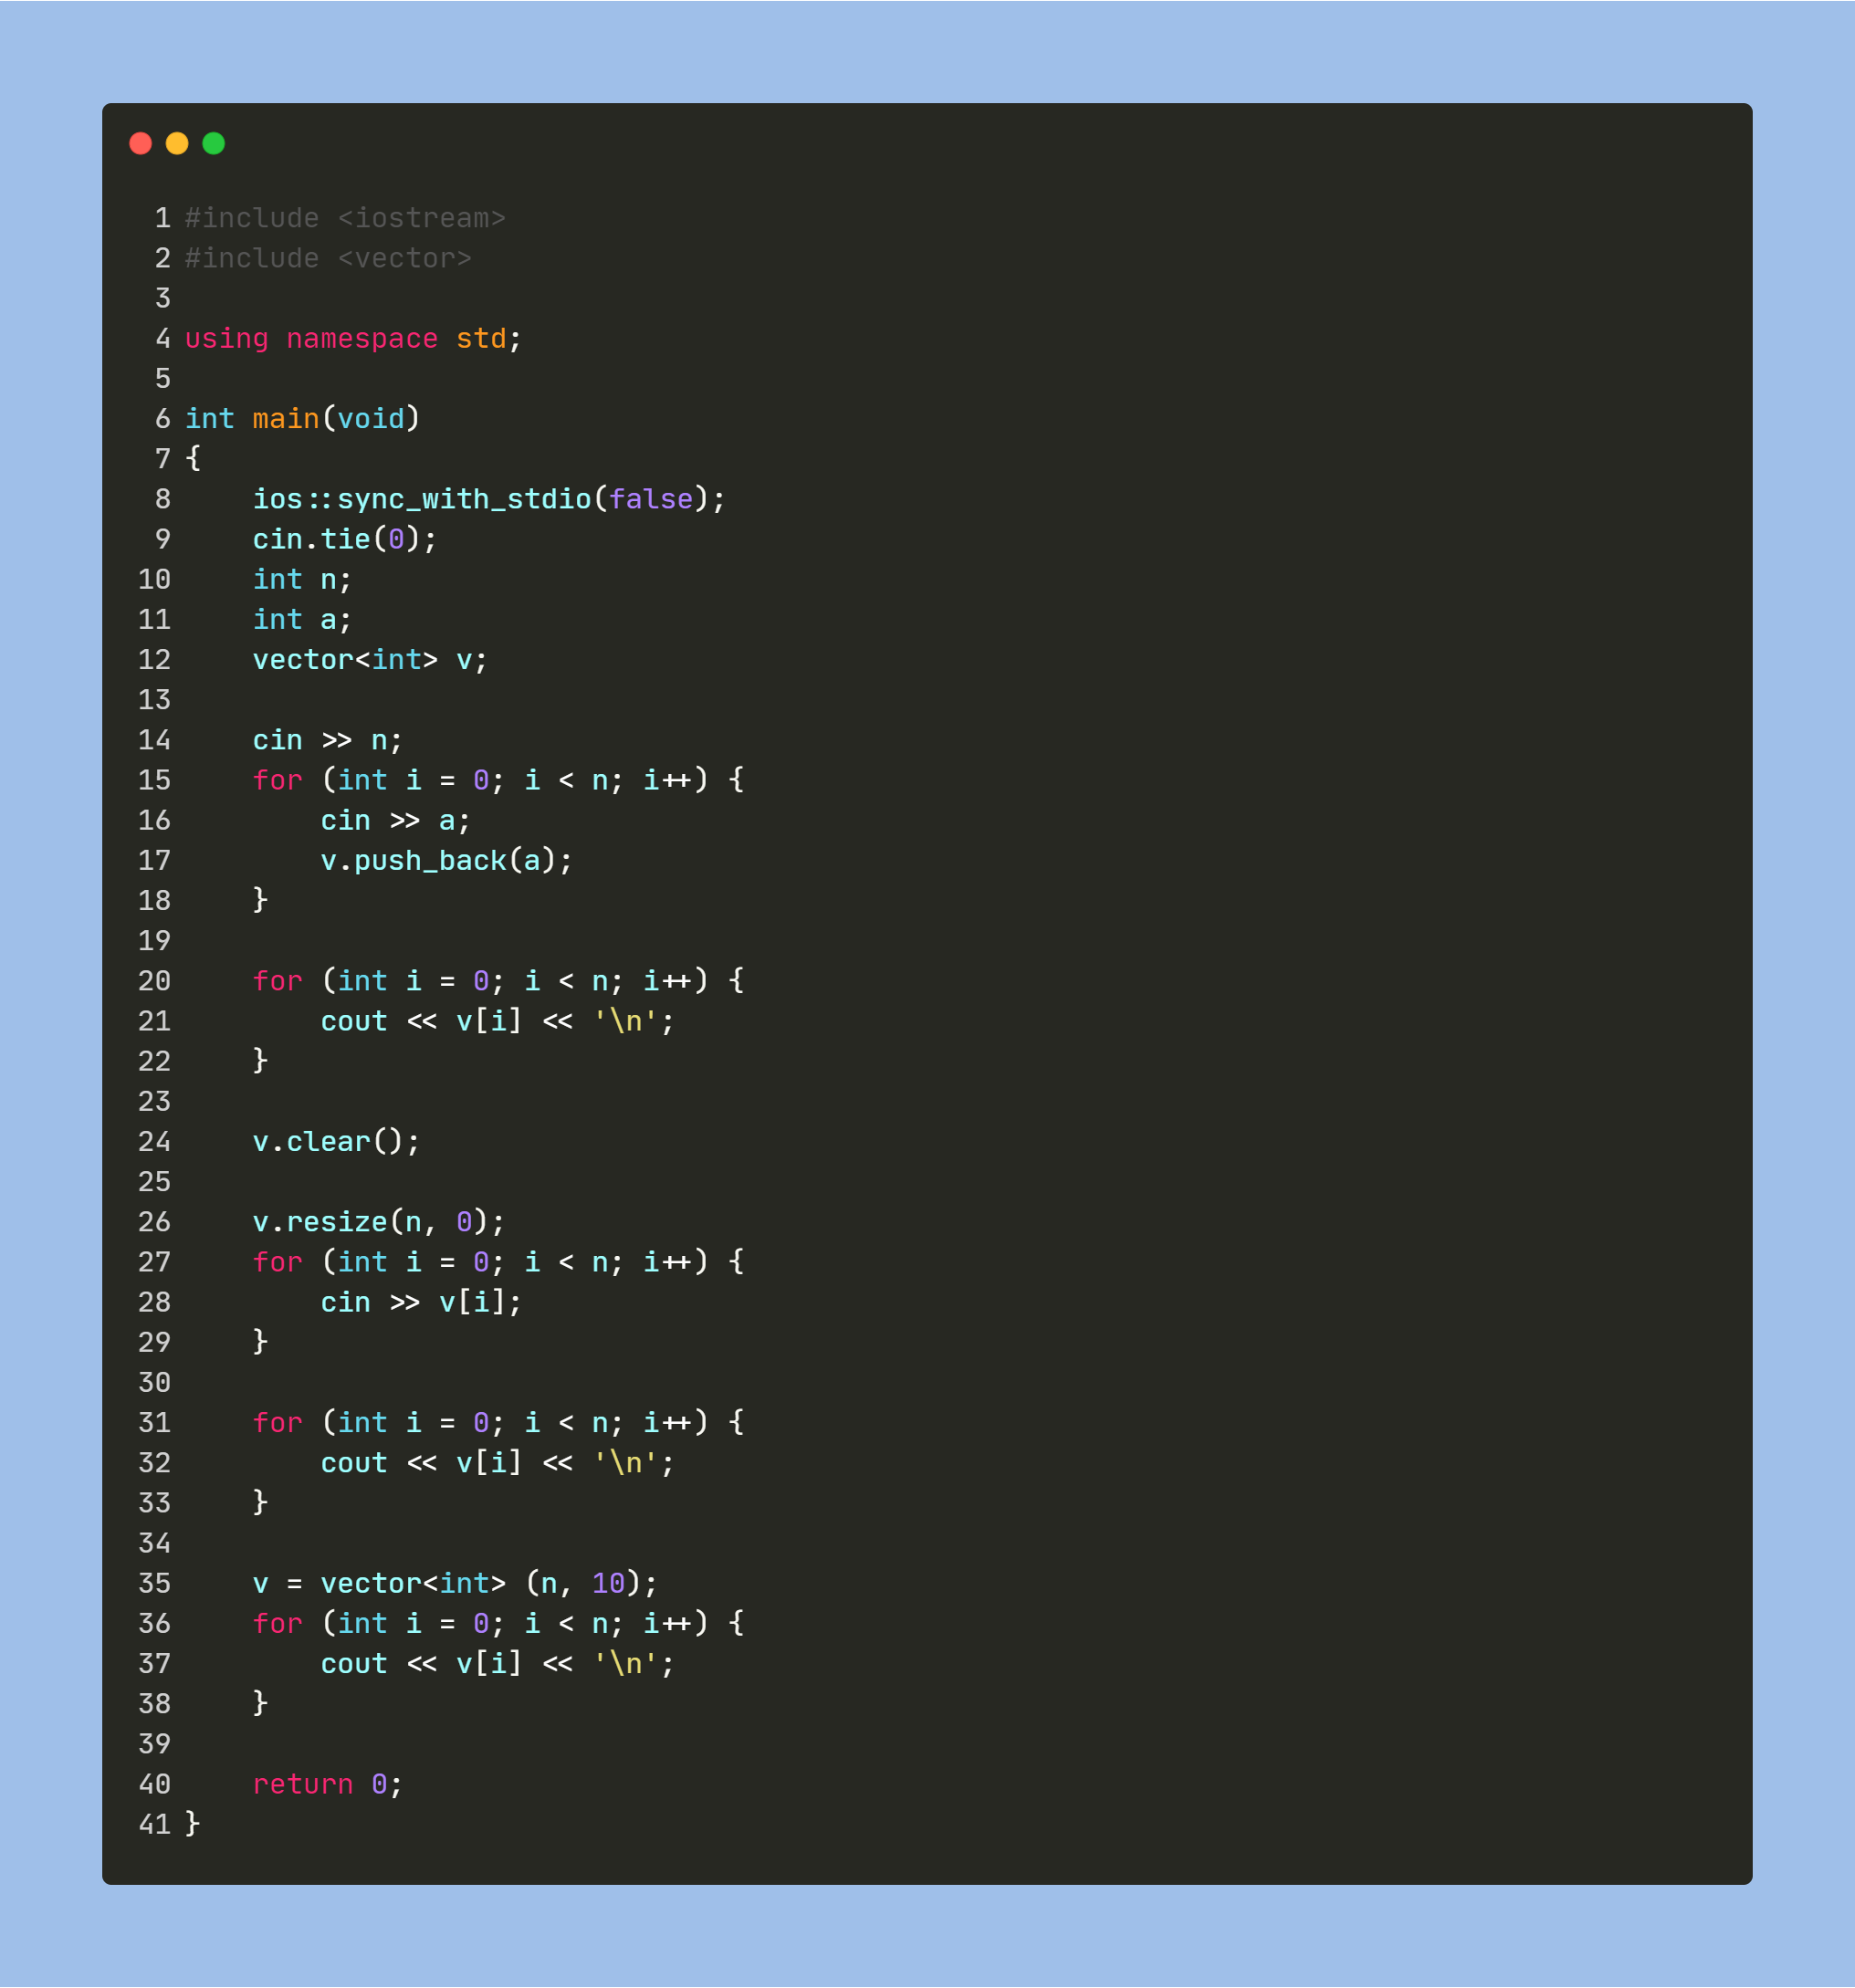 1 #include <iostream>
2 #include <vector>
3
4 using namespace std;
5
6 int main(void)
7 {
8     ios::sync_with_stdio(false);
9     cin.tie(0);
10     int n;
11     int a;
12     vector<int> v;
13
14     cin >> n;
15     for (int i = 0; i < n; i++) {
16         cin >> a;
17         v.push_back(a);
18     }
19
20     for (int i = 0; i < n; i++) {
21         cout << v[i] << '\n';
22     }
23
24     v.clear();
25
26     v.resize(n, 0);
27     for (int i = 0; i < n; i++) {
28         cin >> v[i];
29     }
30
31     for (int i = 0; i < n; i++) {
32         cout << v[i] << '\n';
33     }
34
35     v = vector<int> (n, 10);
36     for (int i = 0; i < n; i++) {
37         cout << v[i] << '\n';
38     }
39
40     return 0;
41 }